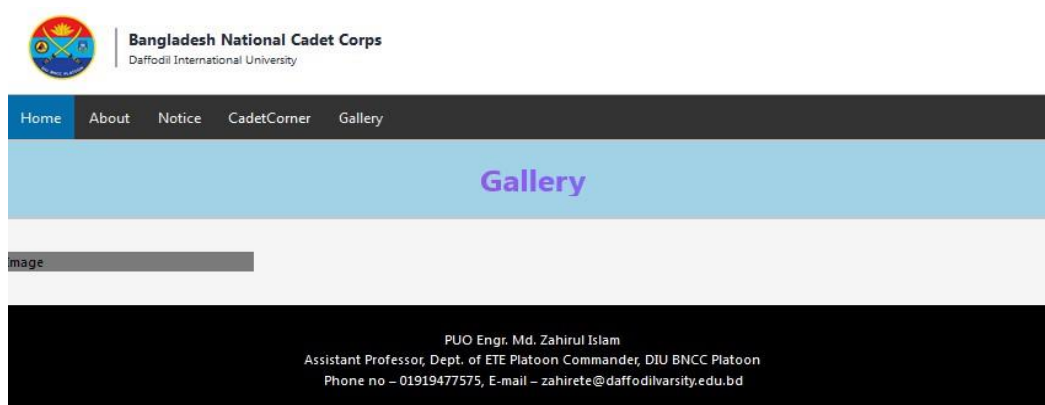 Bangladesh National Cadet Corps
Daffodil International University
Home About Notice CadetCorner Gallery
Gallery
Image
PUO Engr. Md. Zahirul Islam
Assistant Professor, Dept. of ETE Platoon Commander, DIU BNCC Platoon
Phone no – 01919477575, E-mail – zahirete@daffodilvarsity.edu.bd